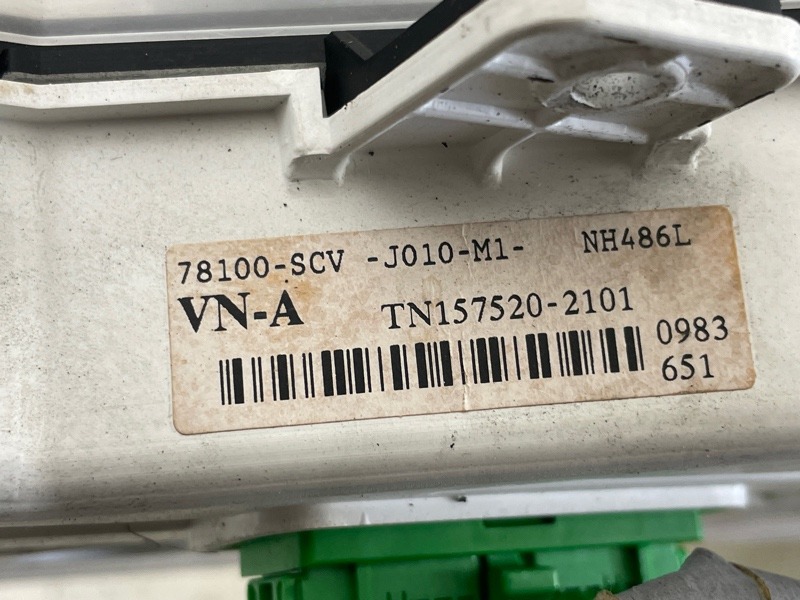 78100-SCV -J010-M1- NH486L
VN-A TN157520-2101
0983
651